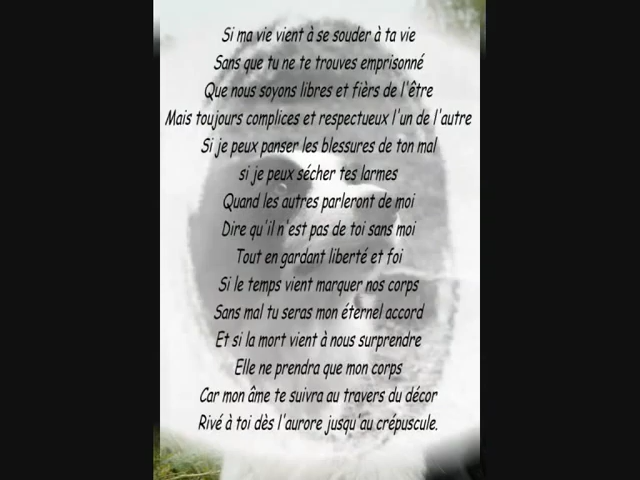 Si ma vie vient à se souder à ta vie
Sans que tu ne te trouves emprisonné
Que nous soyons libres et fièrs de l'être
Mais toujours complices et respectueux l'un de l'autre
Si je peux panser les blessures de ton mal
si je peux sécher tes larmes
Quand les autres parleront de moi
Dire qu'il n'est pas de toi sans moi
Tout en gardant liberté et foi
Si le temps vient marquer nos corps
Sans mal tu seras mon éternel accord
Et si la mort vient à nous surprendre
Elle ne prendra que mon corps
Car mon âme te suivra au travers du décor
Rivé à toi dès l'aurore jusqu'au crépuscule.